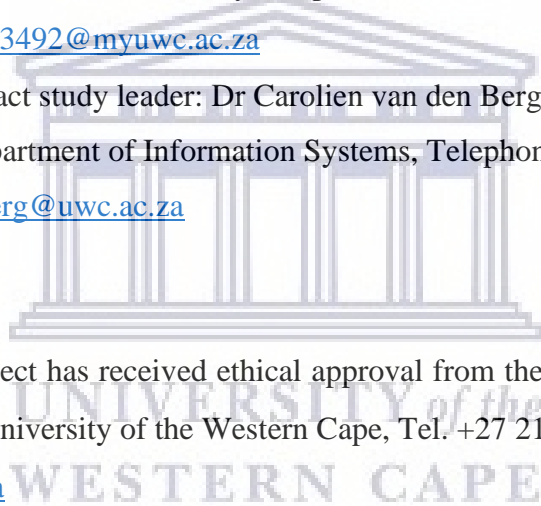 3492@myuwc.ac.za
act study leader: Dr Carolien van den Berg
partment of Information Systems, Telephon
erg@uwc.ac.za
ect has received ethical approval from the
UNIVERSITY of the
niversity of the Western Cape, Tel. +27 21
WESTERN CAPE